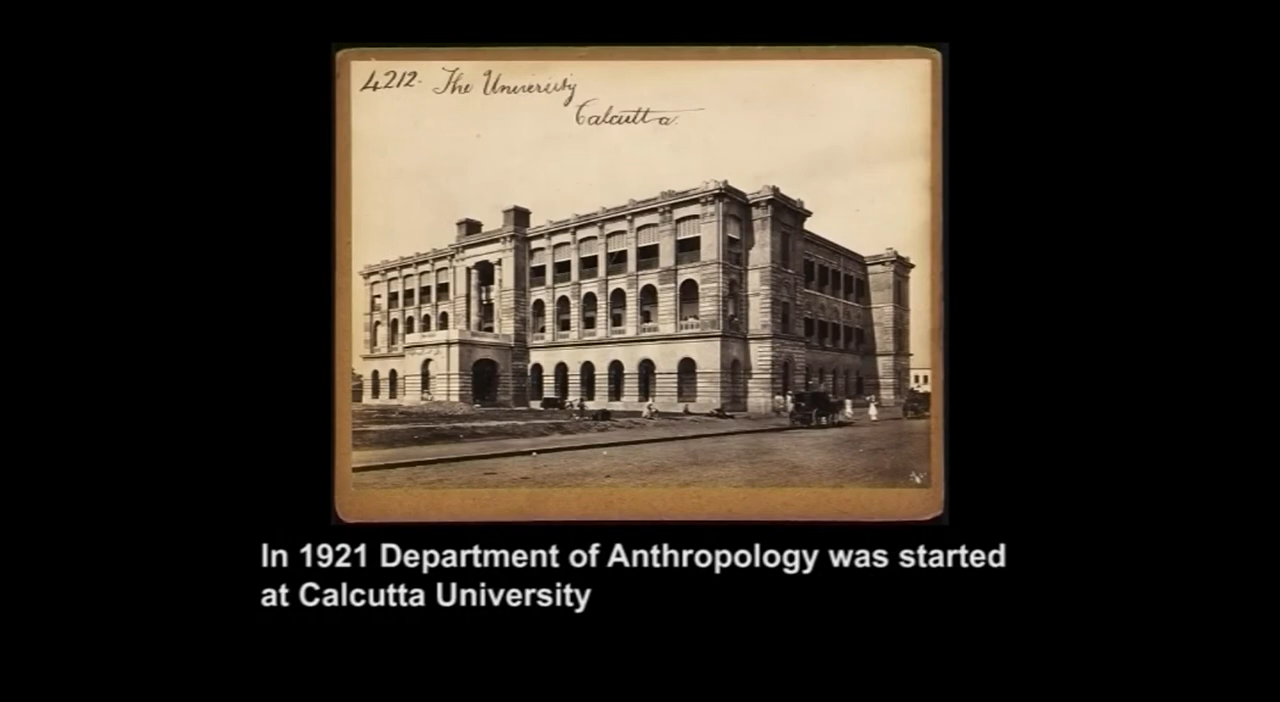 4212. The University
Calcutta.
In 1921 Department of Anthropology was started
at Calcutta University